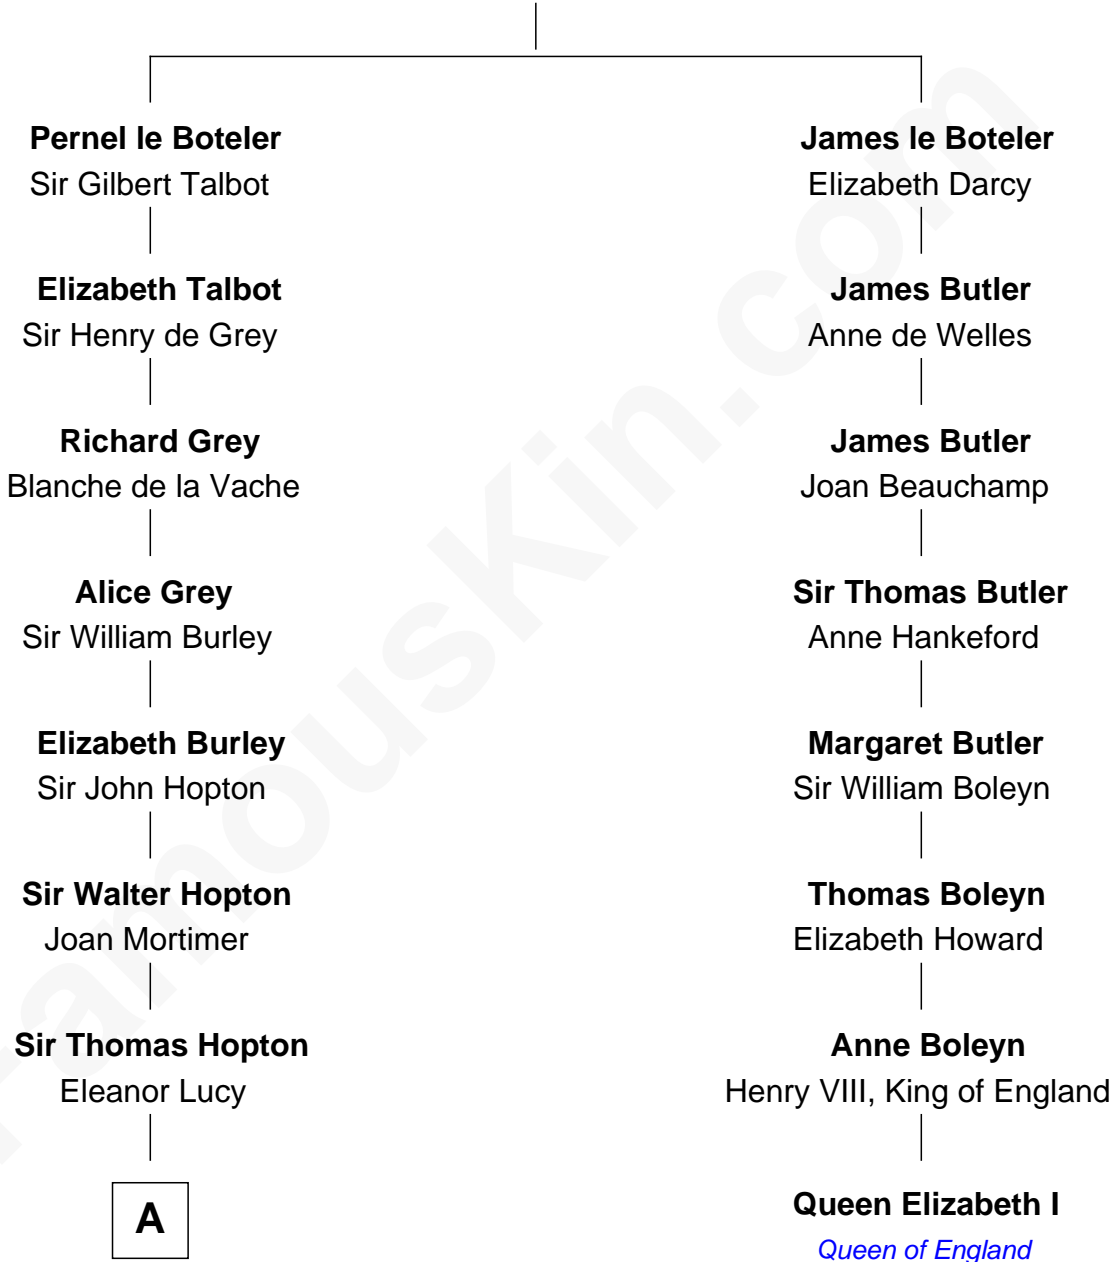 Pernel le Boteler
Sir Gilbert Talbot
Elizabeth Talbot
Sir Henry de Grey
Richard Grey
Blanche de la Vache
Alice Grey
Sir William Burley
Elizabeth Burley
Sir John Hopton
Sir Walter Hopton
Joan Mortimer
Sir Thomas Hopton
Eleanor Lucy
A
James le Boteler
Elizabeth Darcy
James Butler
Anne de Welles
James Butler
Joan Beauchamp
Sir Thomas Butler
Anne Hankeford
Margaret Butler
Sir William Boleyn
Thomas Boleyn
Elizabeth Howard
Anne Boleyn
Henry VIII, King of England
Queen Elizabeth I
Queen of England
FamousKin.com